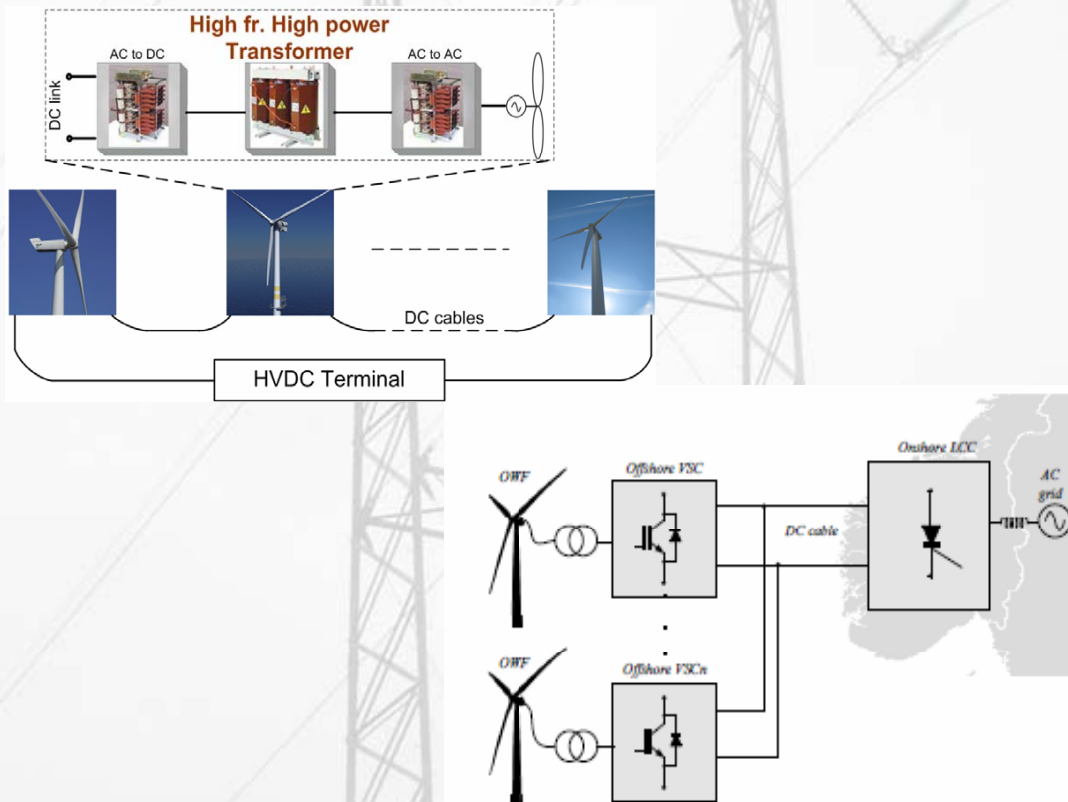 High fr. High power
Transformer
AC to DC
AC to AC
DC link
DC cables
HVDC Terminal
Onshore LCC
OWF
Offshore VSC
AC
grid
DC cable
OWF
Offshore VSCn